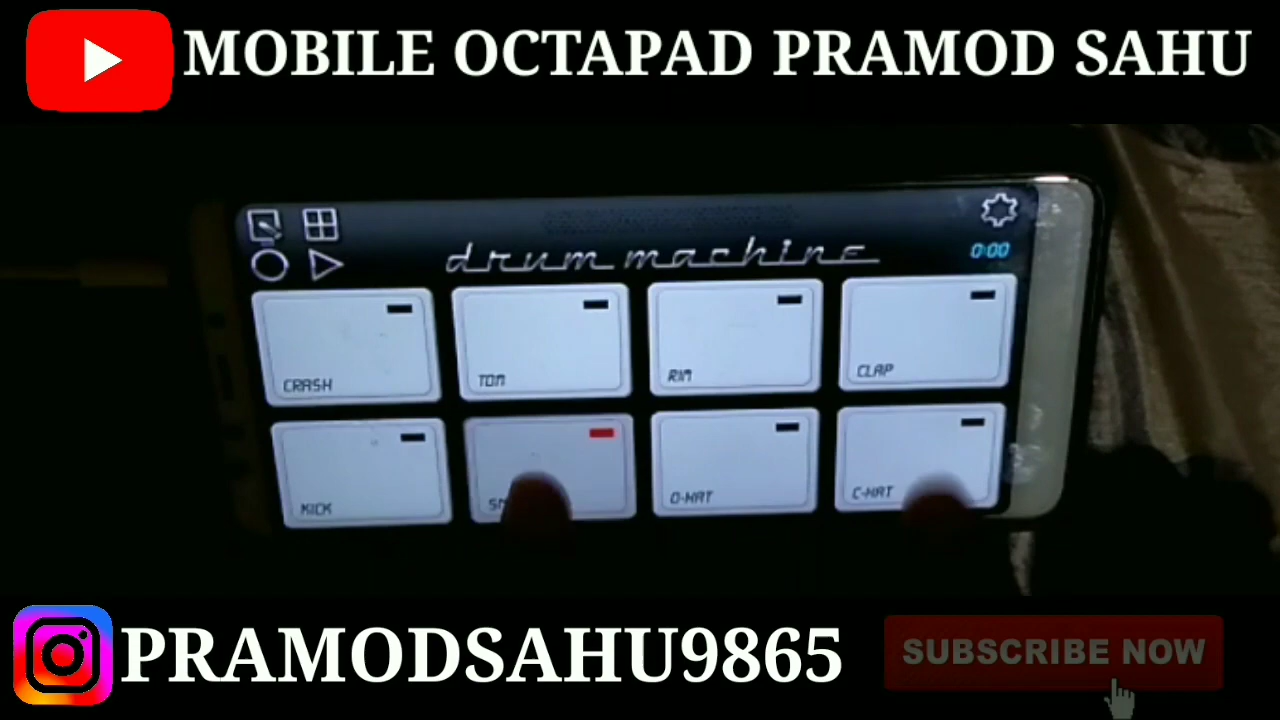 MOBILE OCTAPAD PRAMOD SAHU
drum machine
0:00
CRASH
TOM
RIM
CLAP
KICK
O-HAT
C-HAT
PRAMODSAHU9865
SUBSCRIBE NOW